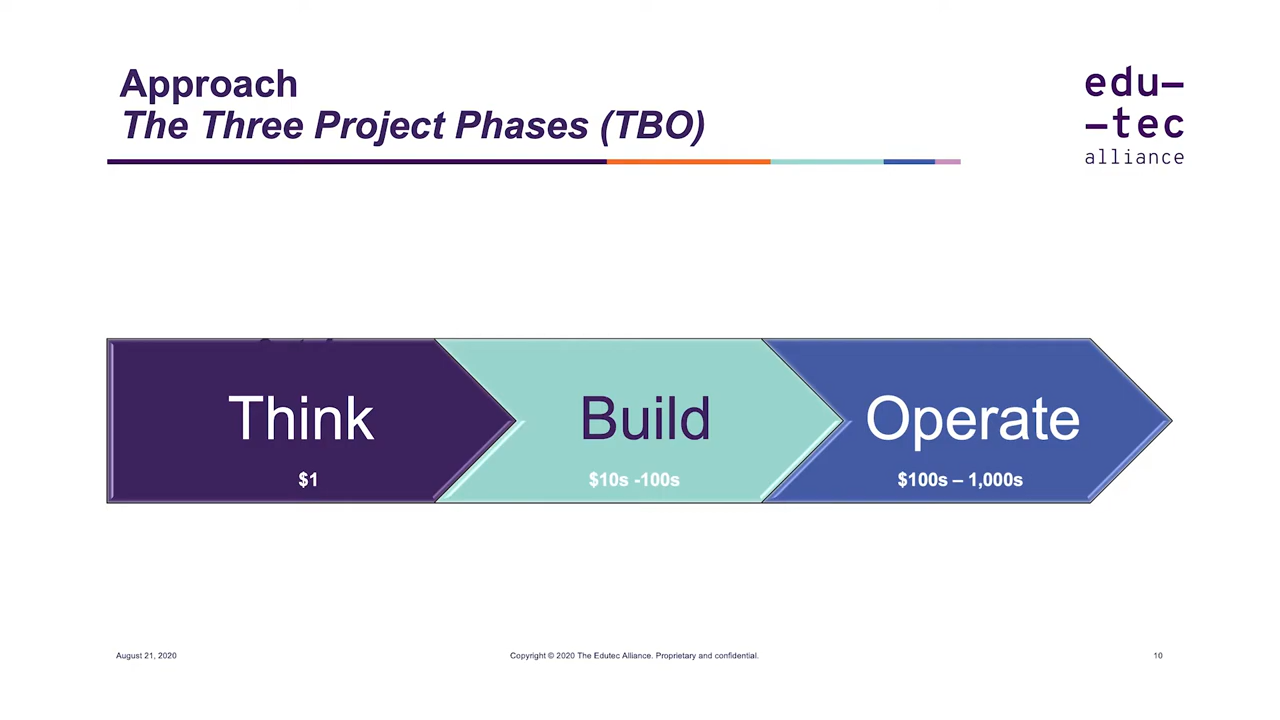 Approach
The Three Project Phases (TBO)
edu–
–tec
alliance
Think
$1
Build
$10s -100s
Operate
$100s – 1,000s
August 21, 2020
Copyright © 2020 The Edutec Alliance. Proprietary and confidential.
10